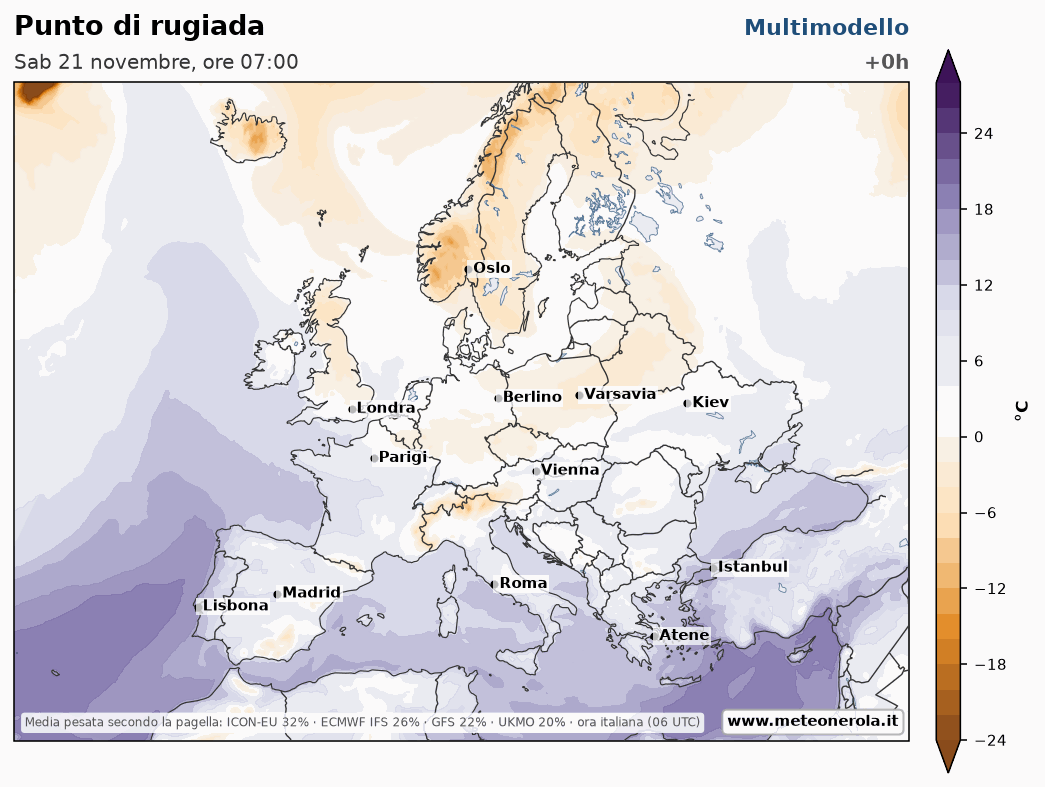 Punto di rugiada
Multimodello
Sab 21 novembre, ore 07:00
+0h
24
18
12
6
0
−6
−12
−18
−24
°C
Oslo
Londra
Berlino
Varsavia
Kiev
Parigi
Vienna
Istanbul
Roma
Madrid
Lisbona
Atene
Media pesata secondo la pagella: ICON-EU 32% · ECMWF IFS 26% · GFS 22% · UKMO 20% · ora italiana (06 UTC)
www.meteonerola.it